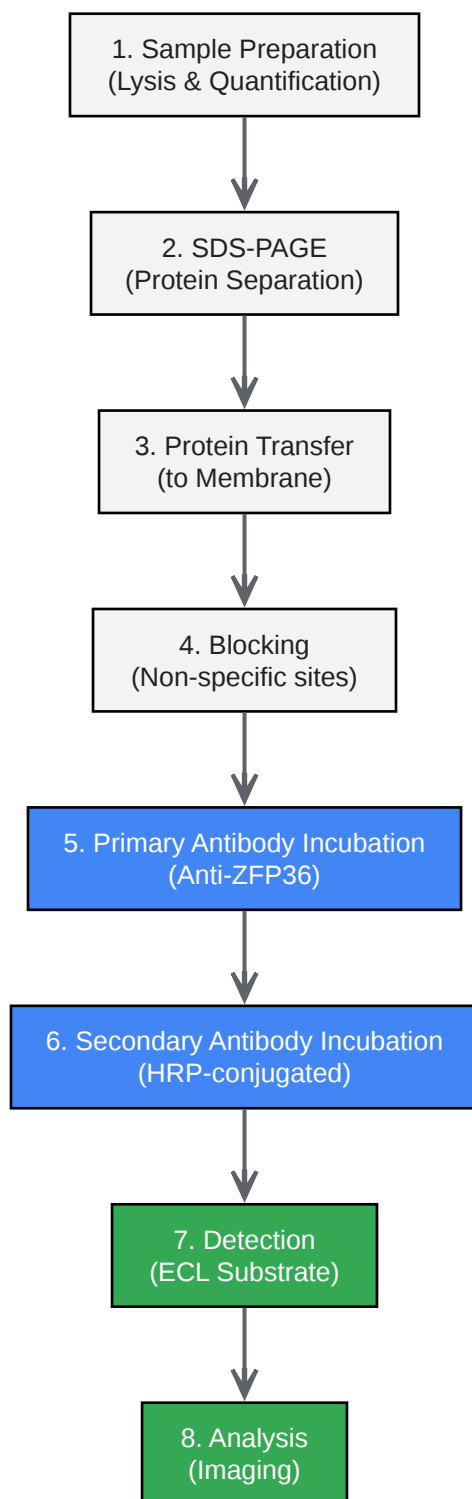 1. Sample Preparation
(Lysis & Quantification)
2. SDS-PAGE
(Protein Separation)
3. Protein Transfer
(to Membrane)
4. Blocking
(Non-specific sites)
5. Primary Antibody Incubation
(Anti-ZFP36)
6. Secondary Antibody Incubation
(HRP-conjugated)
7. Detection
(ECL Substrate)
8. Analysis
(Imaging)